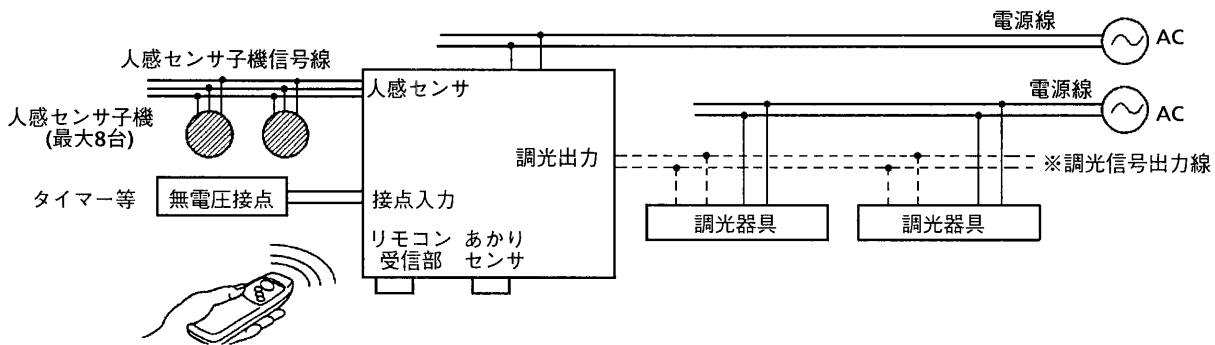 電源線
AC
人感センサ子機信号線
人感センサ
人感センサ子機
(最大8台)
電源線
AC
調光出力
※調光信号出力線
タイマー等
無電圧接点
接点入力
調光器具
調光器具
リモコン
受信部
あかり
センサ